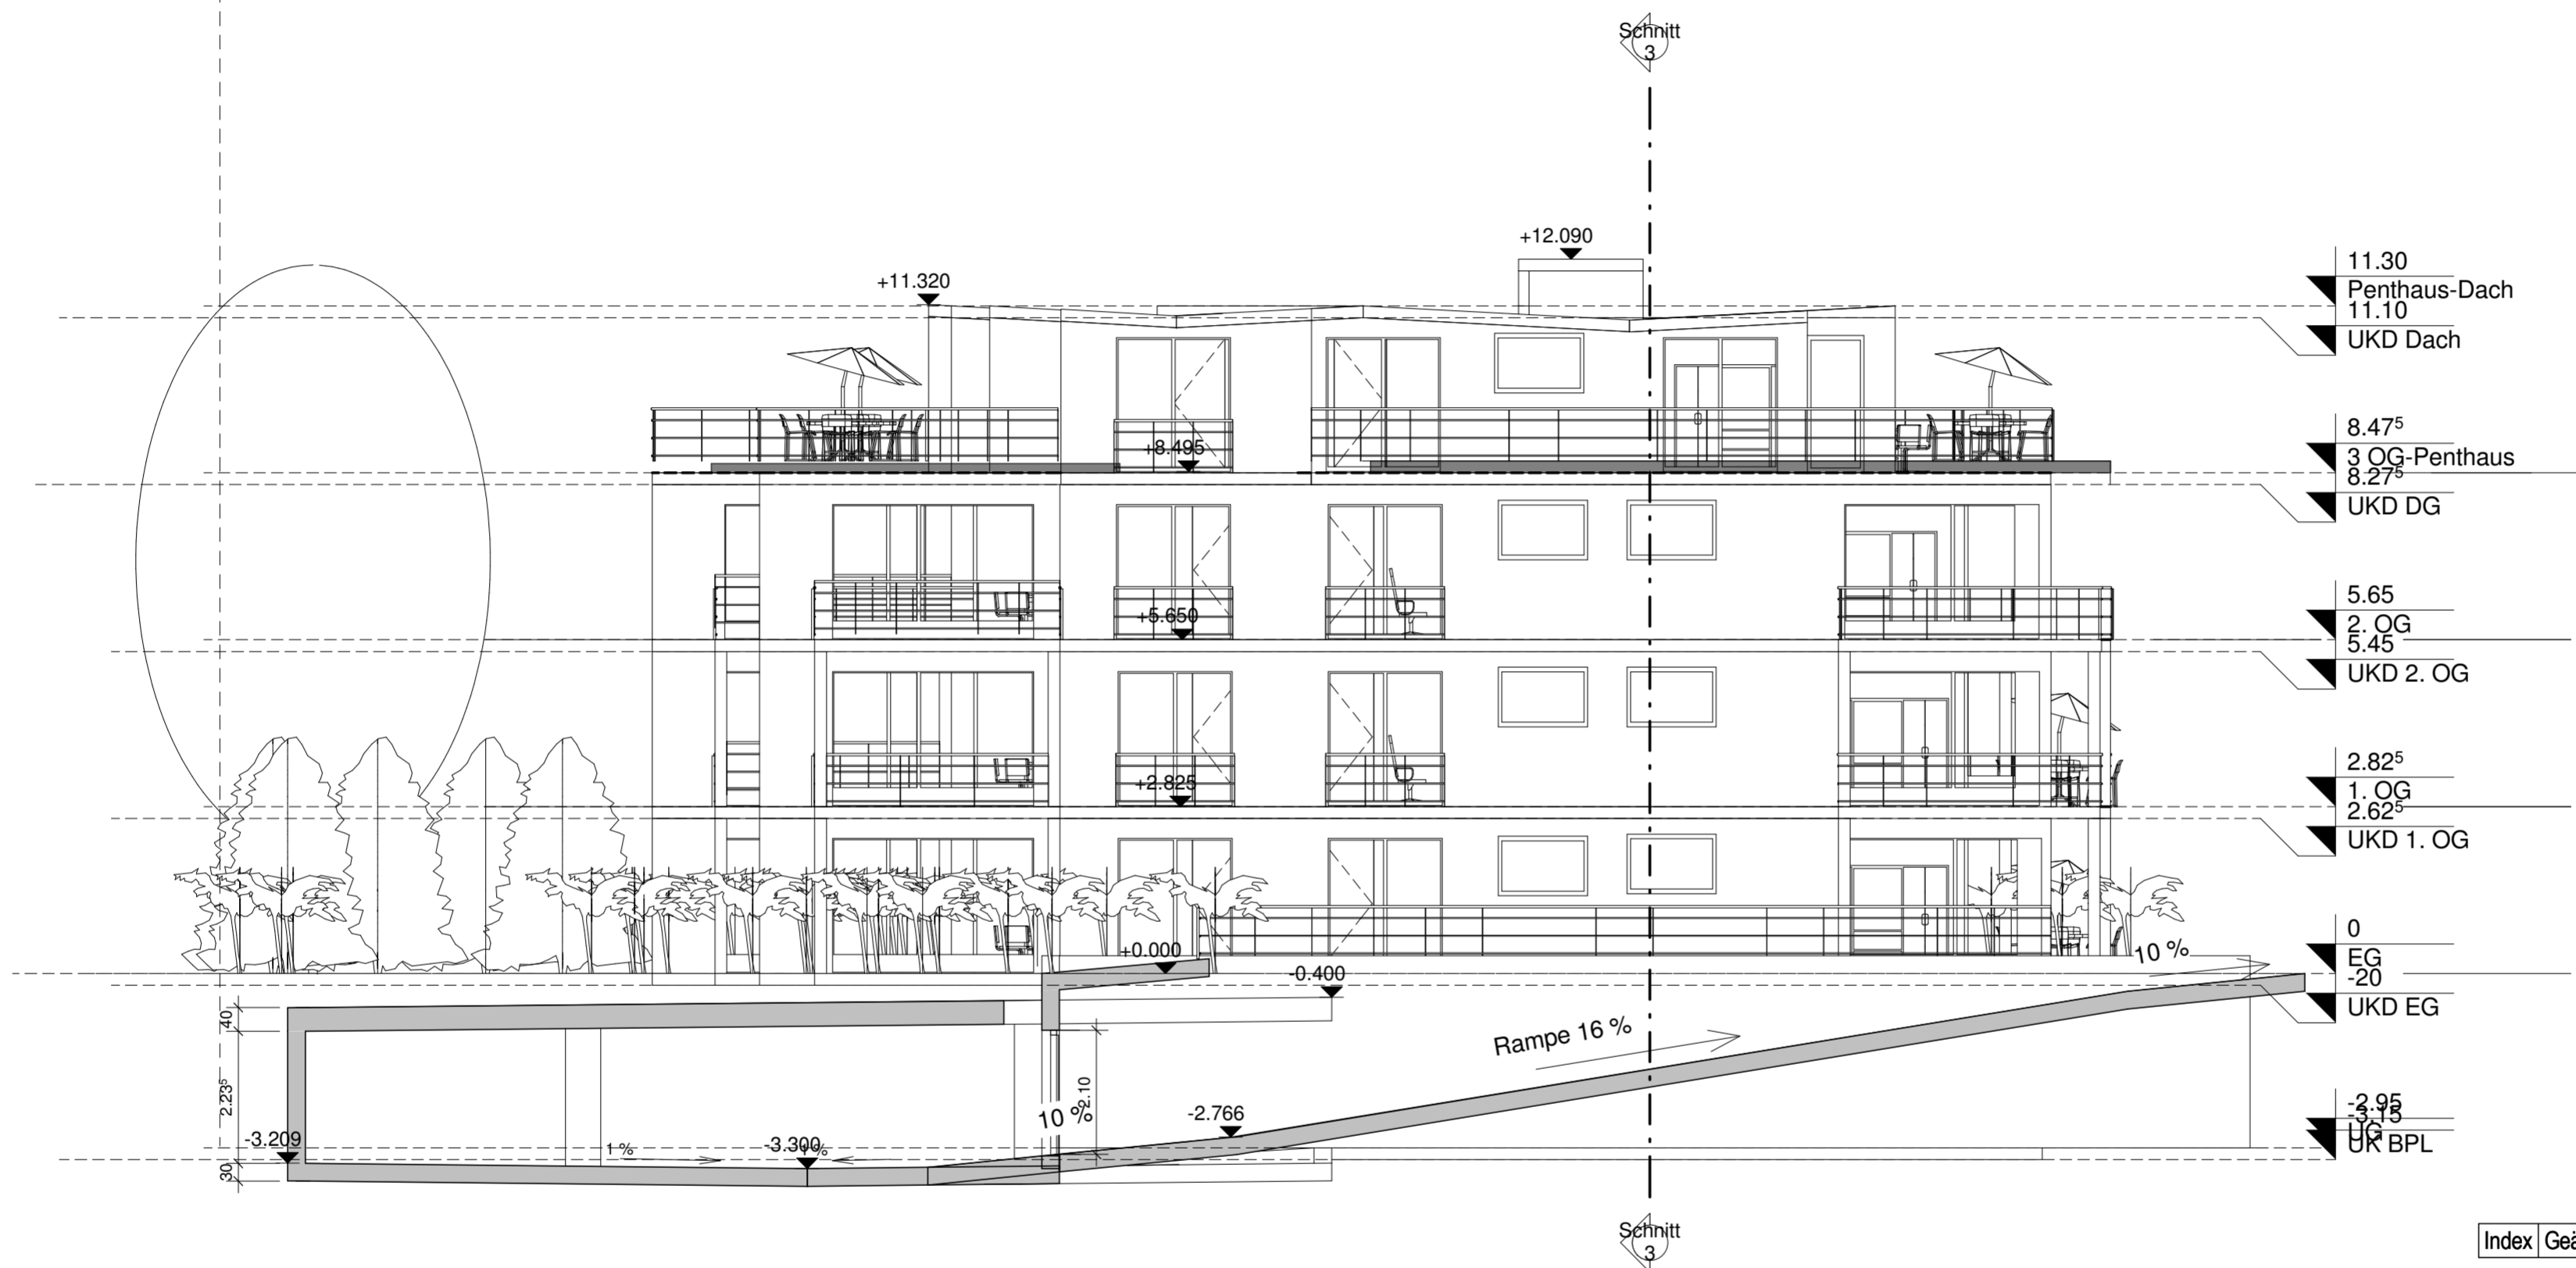 Schnitt
3
+12.090
+11.320
11.30
Penthaus-Dach
11.10
UKD Dach
+8.495
8.47⁵
3 OG-Penthaus
8.27⁵
UKD DG
+5.650
5.65
2. OG
5.45
UKD 2. OG
+2.825
2.82⁵
1. OG
2.62⁵
UKD 1. OG
+0.000
-0.400
10 %
0
EG
-20
UKD EG
40
Rampe 16 %
2.23⁵
2.10
10 %
-2.766
-3.209
1 %
-3.300
1 %
30
-2.95
-3.15
UG
UK BPL
Schnitt
3
Index Geä